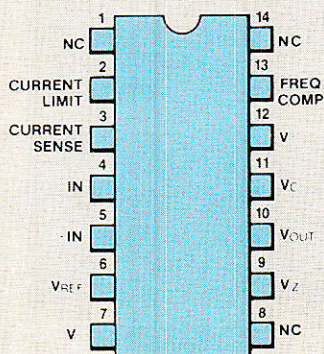 1
NC
2
CURRENT
LIMIT
3
CURRENT
SENSE
4
IN
5
-IN
6
VREF
7
V
14
NC
13
FREQ
COMP
12
V
11
VC
10
VOUT
9
VZ
8
NC